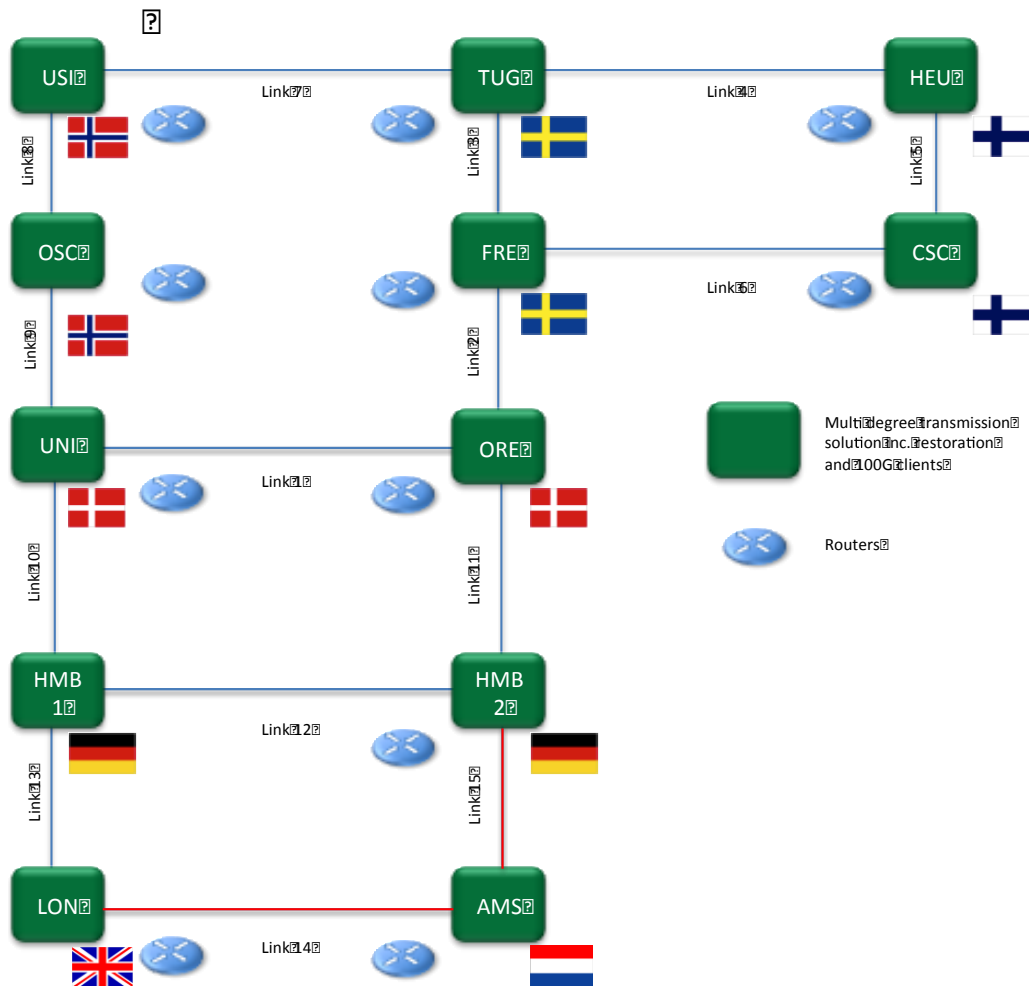 USI
TUG
HEU
Link 7
Link 4
Link 8
Link 3
Link 5
OSC
FRE
CSC
Link 6
Link 9
Link 2
UNI
ORE
Link 1
Multi degree transmission
solution inc. restoration
and 100G clients
Link 10
Link 11
Routers
HMB
1
HMB
2
Link 12
Link 13
Link 15
LON
AMS
Link 14